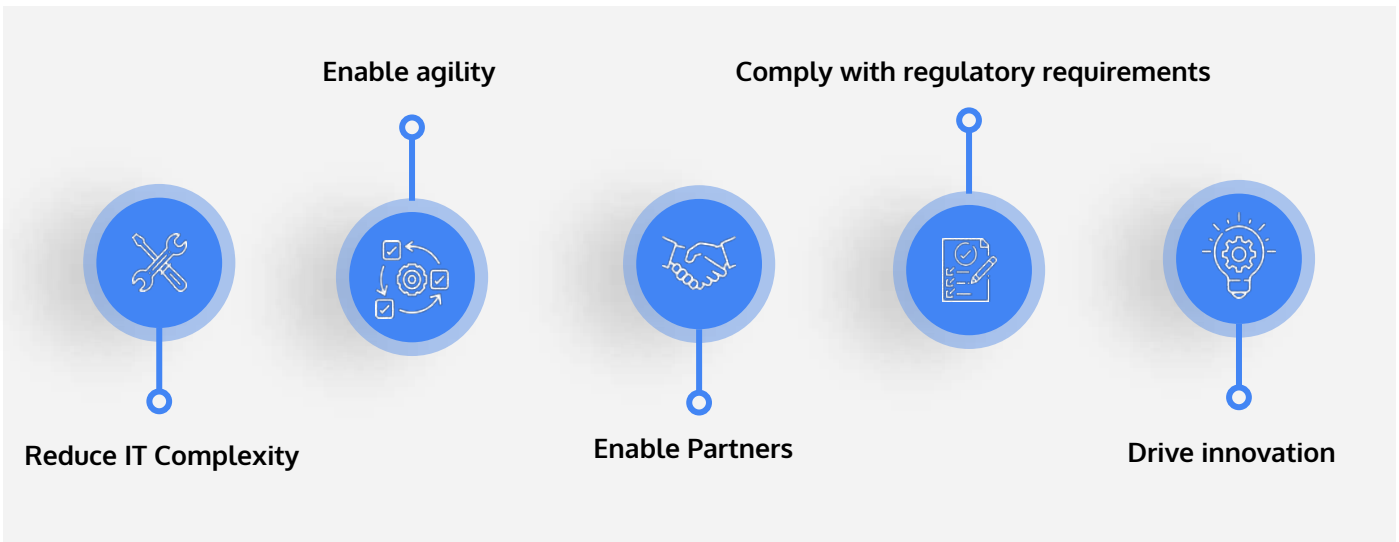 Enable agility
Comply with regulatory requirements
Reduce IT Complexity
Enable Partners
Drive innovation